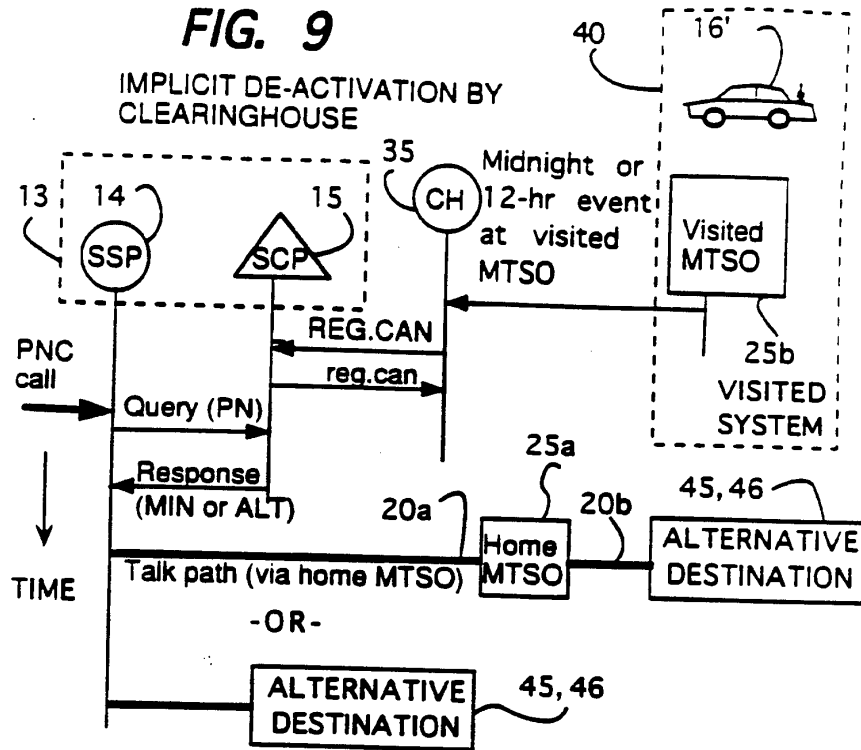 FIG. 9
IMPLICIT DE-ACTIVATION BY
CLEARINGHOUSE
40
16'
13
14
15
35
SSP
SCP
CH
Midnight or
12-hr event
at visited
MTSO
Visited
MTSO
25b
VISITED
SYSTEM
REG.CAN
reg.can
PNC
call
Query (PN)
Response
(MIN or ALT)
TIME
20a
25a
20b
45, 46
Home
MTSO
ALTERNATIVE
DESTINATION
Talk path (via home MTSO)
-OR-
ALTERNATIVE
DESTINATION
45, 46